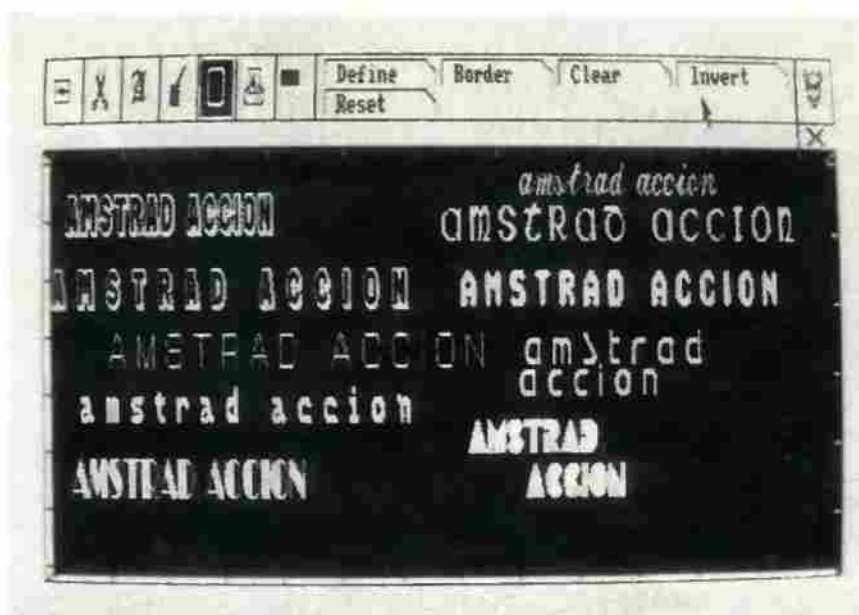 Define Border Clear Invert
Reset
AMSTRAD ACCION
amstrad accion
amstRad accion
AMSTRAD ACCION
AMSTRAD ACCION
AMSTRAD ACCION
amstrad
accion
amstrad accion
AMSTRAD
ACCION
AMSTRAD ACCION